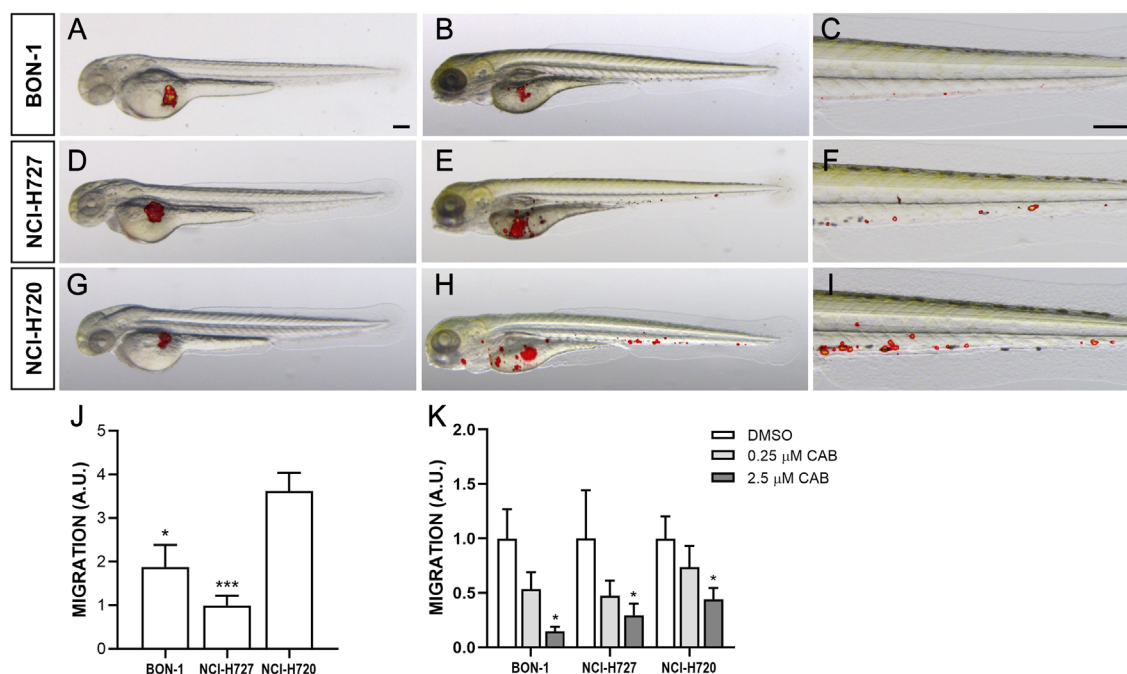 BON-1
A
B
C
NCI-H727
D
E
F
NCI-H720
G
H
I
J
MIGRATION (A.U.)
5
4
3
2
1
0
*
***
BON-1 NCI-H727 NCI-H720
K
MIGRATION (A.U.)
2.0
1.5
1.0
0.5
0.0
*
*
*
BON-1 NCI-H727 NCI-H720
DMSO
0.25 µM CAB
2.5 µM CAB